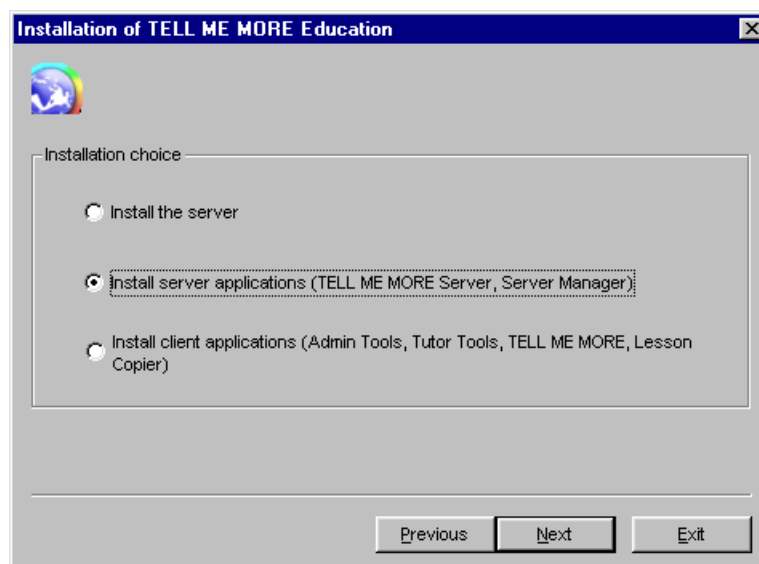 Installation of TELL ME MORE Education
Installation choice
Install the server
Install server applications (TELL ME MORE Server, Server Manager)
Install client applications (Admin Tools, Tutor Tools, TELL ME MORE, Lesson
Copier)
Previous Next Exit